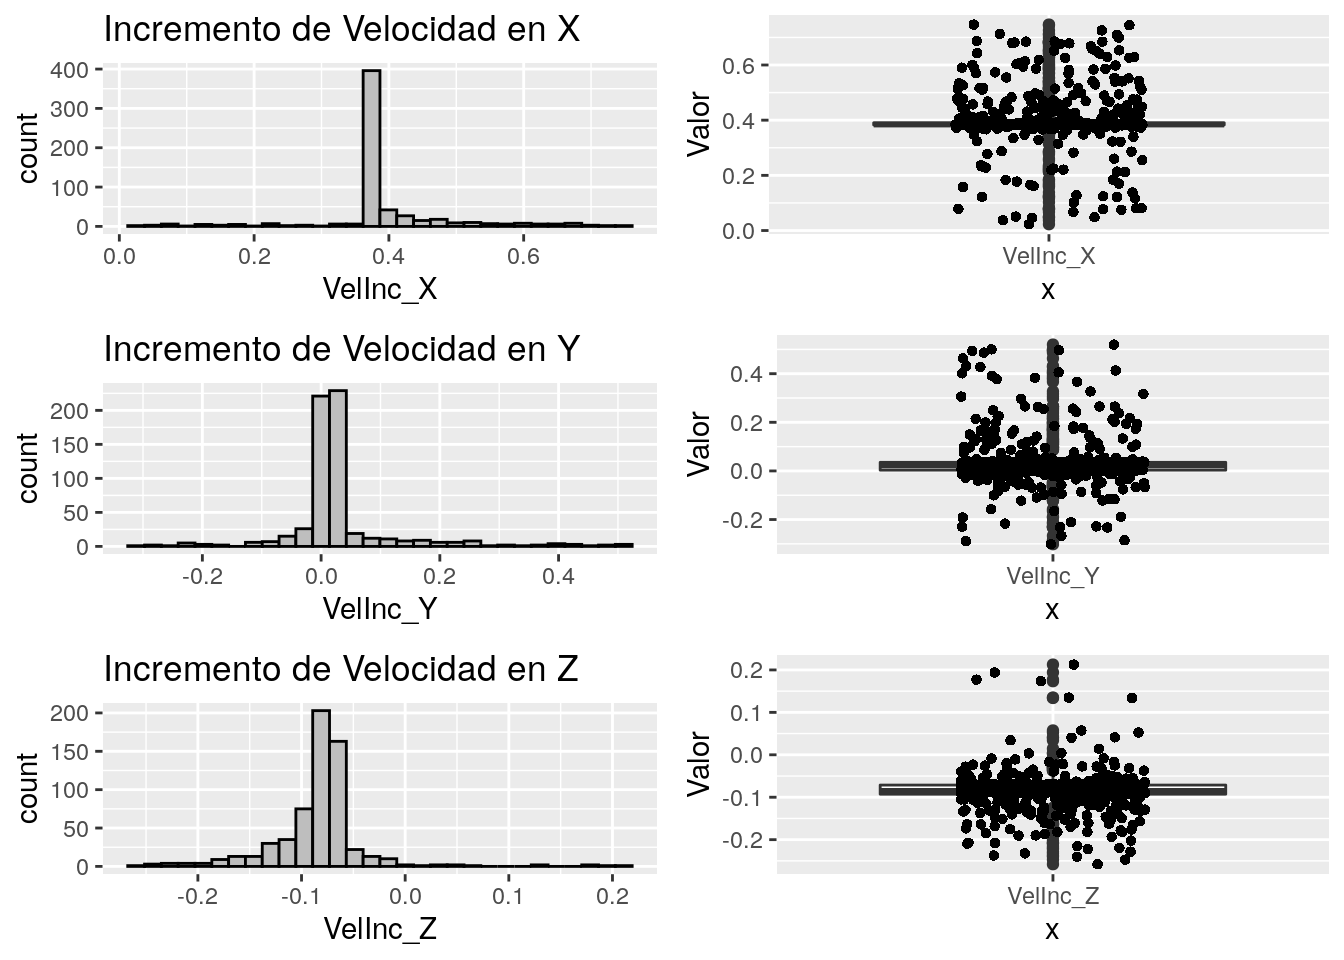 Incremento de Velocidad en X
400
300
200
100
0
count
0.0 0.2 0.4 0.6
VelInc_X
0.6
0.4
0.2
0.0
Valor
VelInc_X
x
Incremento de Velocidad en Y
200
150
100
50
0
count
-0.2 0.0 0.2 0.4
VelInc_Y
0.4
0.2
0.0
-0.2
Valor
VelInc_Y
x
Incremento de Velocidad en Z
200
150
100
50
0
count
-0.2 -0.1 0.0 0.1 0.2
VelInc_Z
0.2
0.1
0.0
-0.1
-0.2
Valor
VelInc_Z
x